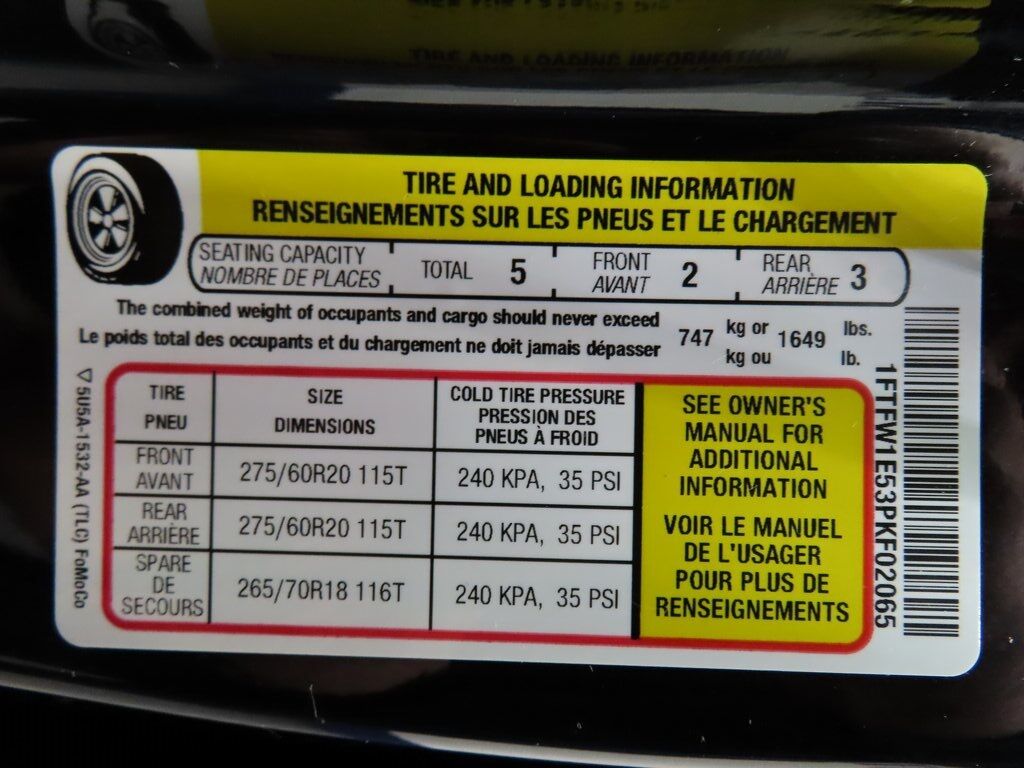 TIRE AND LOADING INFORMATION
TIRE AND LOADING INFORMATION
RENSEIGNEMENTS SUR LES PNEUS ET LE CHARGEMENT
SEATING CAPACITY
NOMBRE DE PLACES
TOTAL 5
FRONT
AVANT
2
REAR
ARRIÈRE
3
The combined weight of occupants and cargo should never exceed
Le poids total des occupants et du chargement ne doit jamais dépasser
747
kg or
kg ou
1649
lbs.
lb.
TIRE
PNEU
SIZE
DIMENSIONS
COLD TIRE PRESSURE
PRESSION DES
PNEUS À FROID
FRONT
AVANT
275/60R20 115T
240 KPA, 35 PSI
REAR
ARRIÈRE
275/60R20 115T
240 KPA, 35 PSI
SPARE
DE
SECOURS
265/70R18 116T
240 KPA, 35 PSI
SEE OWNER'S
MANUAL FOR
ADDITIONAL
INFORMATION
VOIR LE MANUEL
DE L'USAGER
POUR PLUS DE
RENSEIGNEMENTS
5U5A-1532-AA (TLC) FoMoCo
1FTFW1E53PKF02065